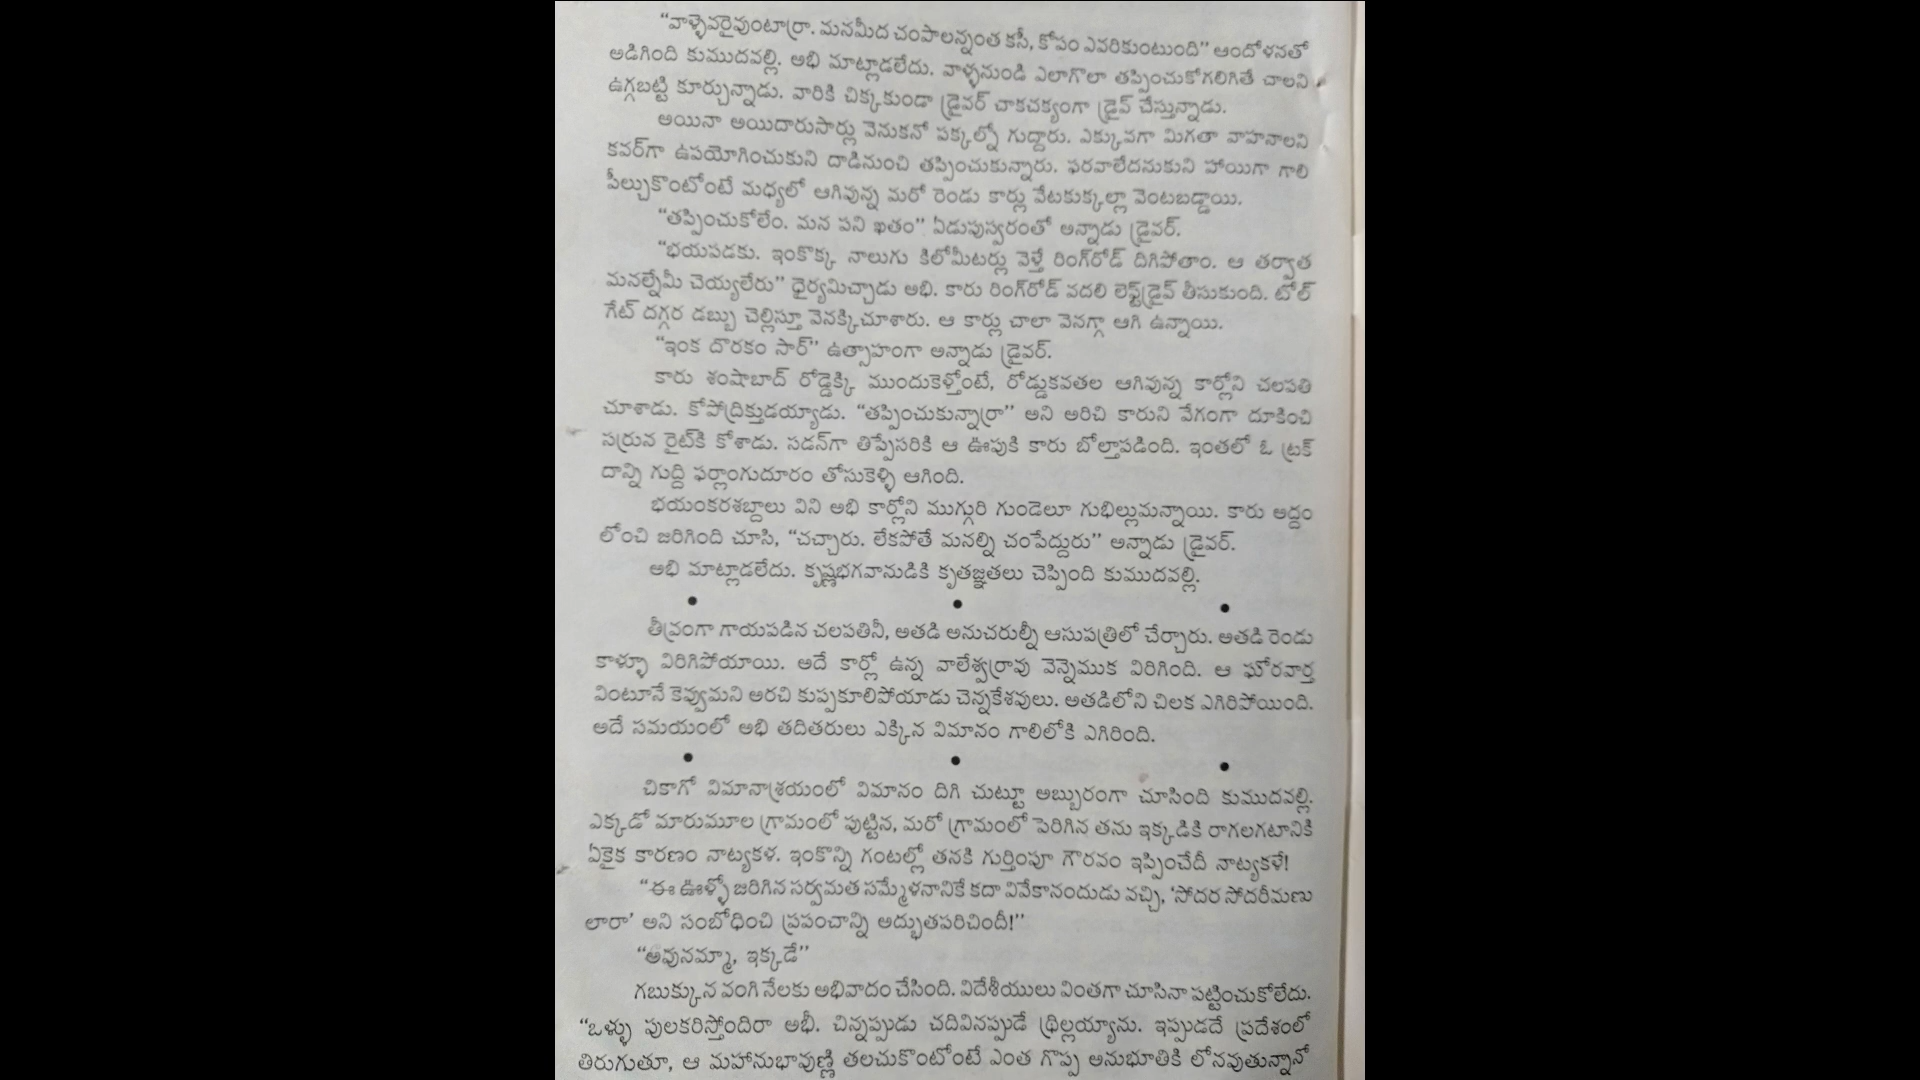 “వాళ్ళెవరైవుంటార్రా. మనమీద చంపాలన్నంత కసీ, కోపం ఎవరికుంటుంది” ఆందోళనతో
అడిగింది కుముదవల్లి. అభి మాట్లాడలేదు. వాళ్ళనుండి ఎలాగొలా తప్పించుకోగలిగితే చాలని
ఉగ్గబట్టి కూర్చున్నాడు. వారికి చిక్కకుండా డ్రైవర్ చాకచక్యంగా డ్రైవ్ చేస్తున్నాడు.
అయినా అయిదారుసార్లు వెనుకనో పక్కల్నో గుద్దారు. ఎక్కువగా మిగతా వాహనాలని
కవర్‌గా ఉపయోగించుకుని దాడినుంచి తప్పించుకున్నారు. ఫరవాలేదనుకుని హాయిగా గాలి
పీల్చుకొంటోంటే మధ్యలో ఆగివున్న మరో రెండు కార్లు వేటకుక్కల్లా వెంటబడ్డాయి.
“తప్పించుకోలేం. మన పని ఖతం” ఏడుపుస్వరంతో అన్నాడు డ్రైవర్.
“భయపడకు. ఇంకొక్క నాలుగు కిలోమీటర్లు వెళ్తే రింగ్‌రోడ్ దిగిపోతాం. ఆ తర్వాత
మనల్నేమీ చెయ్యలేరు” ధైర్యమిచ్చాడు అభి. కారు రింగ్‌రోడ్ వదలి లెఫ్ట్‌డ్రైవ్ తీసుకుంది. టోల్
గేట్ దగ్గర డబ్బు చెల్లిస్తూ వెనక్కిచూశారు. ఆ కార్లు చాలా వెనగ్గా ఆగి ఉన్నాయి.
“ఇంక దొరకం సార్” ఉత్సాహంగా అన్నాడు డ్రైవర్.
కారు శంషాబాద్ రోడ్డెక్కి ముందుకెళ్తోంటే, రోడ్డుకవతల ఆగివున్న కార్లోని చలపతి
చూశాడు. కోపోద్రిక్తుడయ్యాడు. “తప్పించుకున్నార్రా” అని అరిచి కారుని వేగంగా దూకించి
సర్రున రైట్‌కి కోశాడు. సడన్‌గా తిప్పేసరికి ఆ ఊపుకి కారు బోల్తాపడింది. ఇంతలో ఓ ట్రక్
దాన్ని గుద్ది ఫర్లాంగుదూరం తోసుకెళ్ళి ఆగింది.
భయంకరశబ్దాలు విని అభి కార్లోని ముగ్గురి గుండెలూ గుభిల్లుమన్నాయి. కారు అద్దం
లోంచి జరిగింది చూసి, “చచ్చారు. లేకపోతే మనల్ని చంపేద్దురు” అన్నాడు డ్రైవర్.
అభి మాట్లాడలేదు. కృష్ణభగవానుడికి కృతజ్ఞతలు చెప్పింది కుముదవల్లి.
• • •
తీవ్రంగా గాయపడిన చలపతినీ, అతడి అనుచరుల్నీ ఆసుపత్రిలో చేర్చారు. అతడి రెండు
కాళ్ళూ విరిగిపోయాయి. అదే కార్లో ఉన్న వాలేశ్వర్రావు వెన్నెముక విరిగింది. ఆ ఘోరవార్త
వింటూనే కెవ్వుమని అరచి కుప్పకూలిపోయాడు చెన్నకేశవులు. అతడిలోని చిలక ఎగిరిపోయింది.
అదే సమయంలో అభి తదితరులు ఎక్కిన విమానం గాలిలోకి ఎగిరింది.
• • •
చికాగో విమానాశ్రయంలో విమానం దిగి చుట్టూ అబ్బురంగా చూసింది కుముదవల్లి.
ఎక్కడో మారుమూల గ్రామంలో పుట్టిన, మరో గ్రామంలో పెరిగిన తను ఇక్కడికి రాగలగటానికి
ఏకైక కారణం నాట్యకళ. ఇంకొన్ని గంటల్లో తనకి గుర్తింపూ గౌరవం ఇప్పించేదీ నాట్యకళే!
“ఈ ఊళ్ళో జరిగిన సర్వమత సమ్మేళనానికే కదా వివేకానందుడు వచ్చి, ‘సోదర సోదరీమణు
లారా’ అని సంబోధించి ప్రపంచాన్ని అద్భుతపరిచిందీ!”
“అవునమ్మా, ఇక్కడే”
గబుక్కున వంగి నేలకు అభివాదం చేసింది. విదేశీయులు వింతగా చూసినా పట్టించుకోలేదు.
“ఒళ్ళు పులకరిస్తోందిరా అభీ. చిన్నప్పుడు చదివినప్పుడే థ్రిల్లయ్యాను. ఇప్పుడదే ప్రదేశంలో
తిరుగుతూ, ఆ మహానుభావుణ్ణి తలచుకొంటోంటే ఎంత గొప్ప అనుభూతికి లోనవుతున్నానో